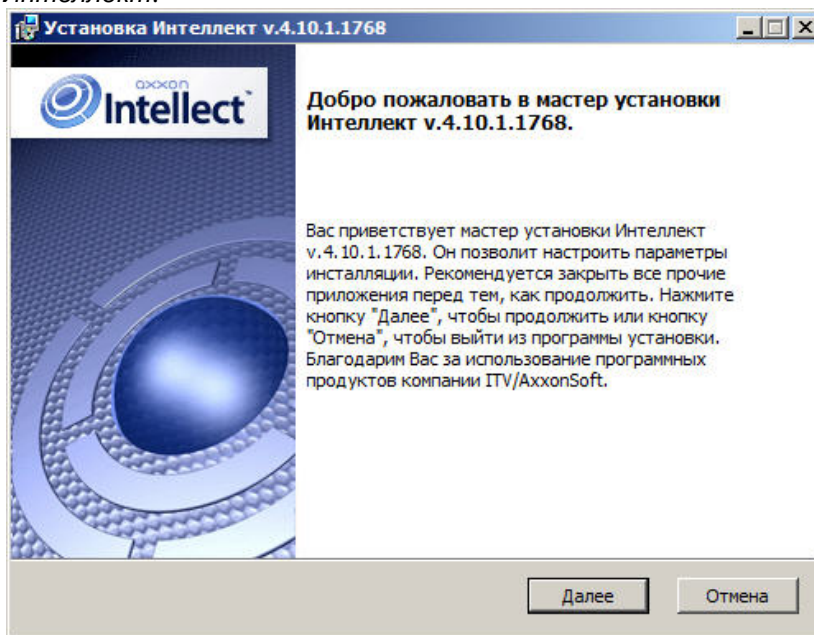 Интеллект.
Установка Интеллект v.4.10.1.1768
axxon
Intellect
Добро пожаловать в мастер установки
Интеллект v.4.10.1.1768.
Вас приветствует мастер установки Интеллект
v.4.10.1.1768. Он позволит настроить параметры
инсталляции. Рекомендуется закрыть все прочие
приложения перед тем, как продолжить. Нажмите
кнопку "Далее", чтобы продолжить или кнопку
"Отмена", чтобы выйти из программы установки.
Благодарим Вас за использование программных
продуктов компании ITV/AxxonSoft.
Далее
Отмена